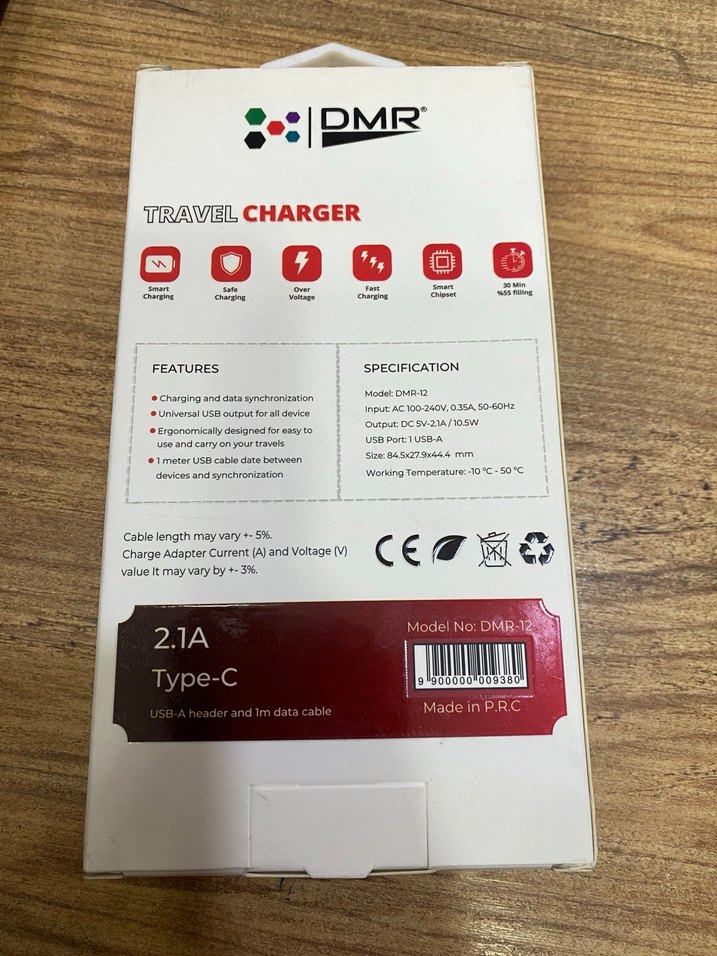 DMR®
TRAVEL CHARGER
Smart
Charging
Safe
Charging
Over
Voltage
Fast
Charging
Smart
Chipset
30 Min
%55 filling
FEATURES
Charging and data synchronization
Universal USB output for all device
Ergonomically designed for easy to
use and carry on your travels
1 meter USB cable date between
devices and synchronization
SPECIFICATION
Model: DMR-12
Input: AC 100-240V, 0.35A, 50-60Hz
Output: DC 5V-2.1A / 10.5W
USB Port: 1 USB-A
Size: 84.5x27.9x44.4 mm
Working Temperature: -10 °C - 50 °C
Cable length may vary +- 5%.
Charge Adapter Current (A) and Voltage (V)
value It may vary by +- 3%.
CE
2.1A
Type-C
USB-A header and 1m data cable
Model No: DMR-12
9 900000 009380
Made in P.R.C